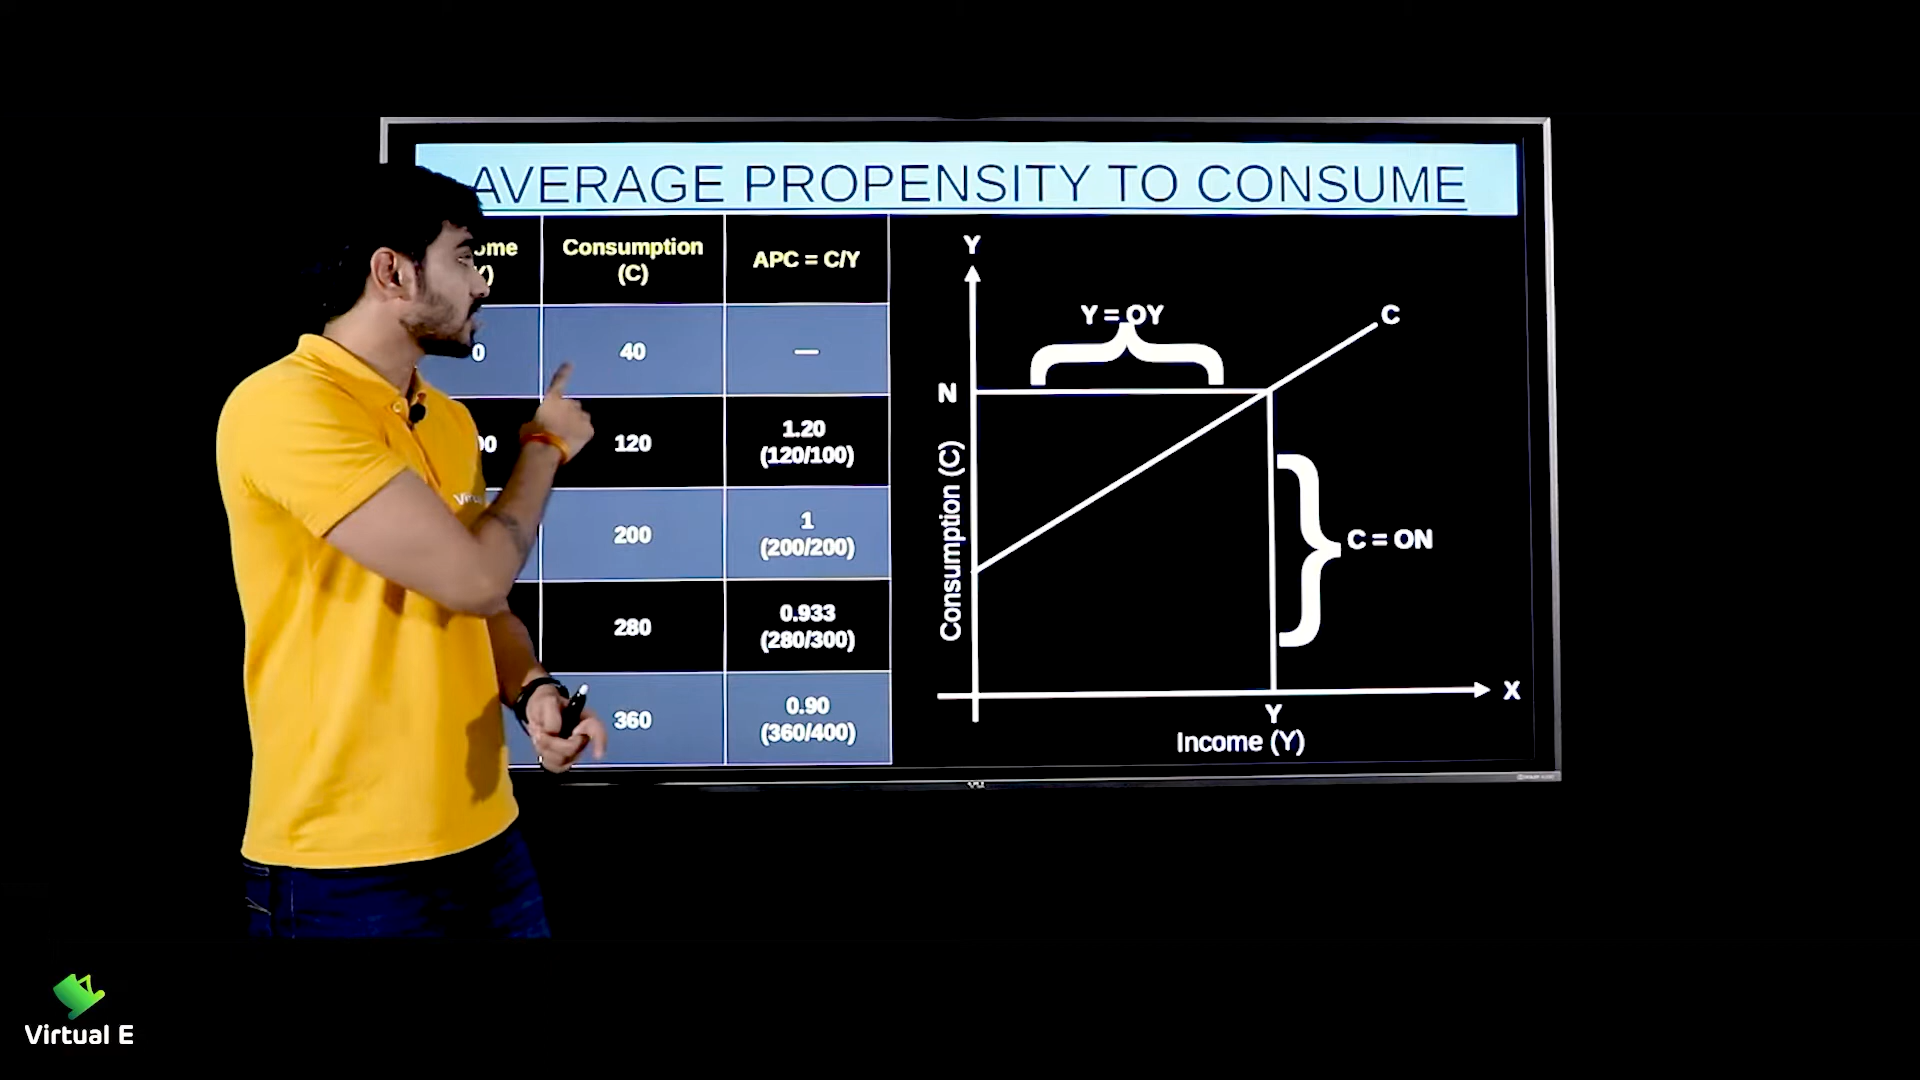 AVERAGE PROPENSITY TO CONSUME
Consumption
(C)
APC = C/Y
0
40
—
120
1.20
(120/100)
200
1
(200/200)
280
0.933
(280/300)
360
0.90
(360/400)
Y
Y = OY
C
N
Consumption (C)
C = ON
X
Y
Income (Y)
Virtual E